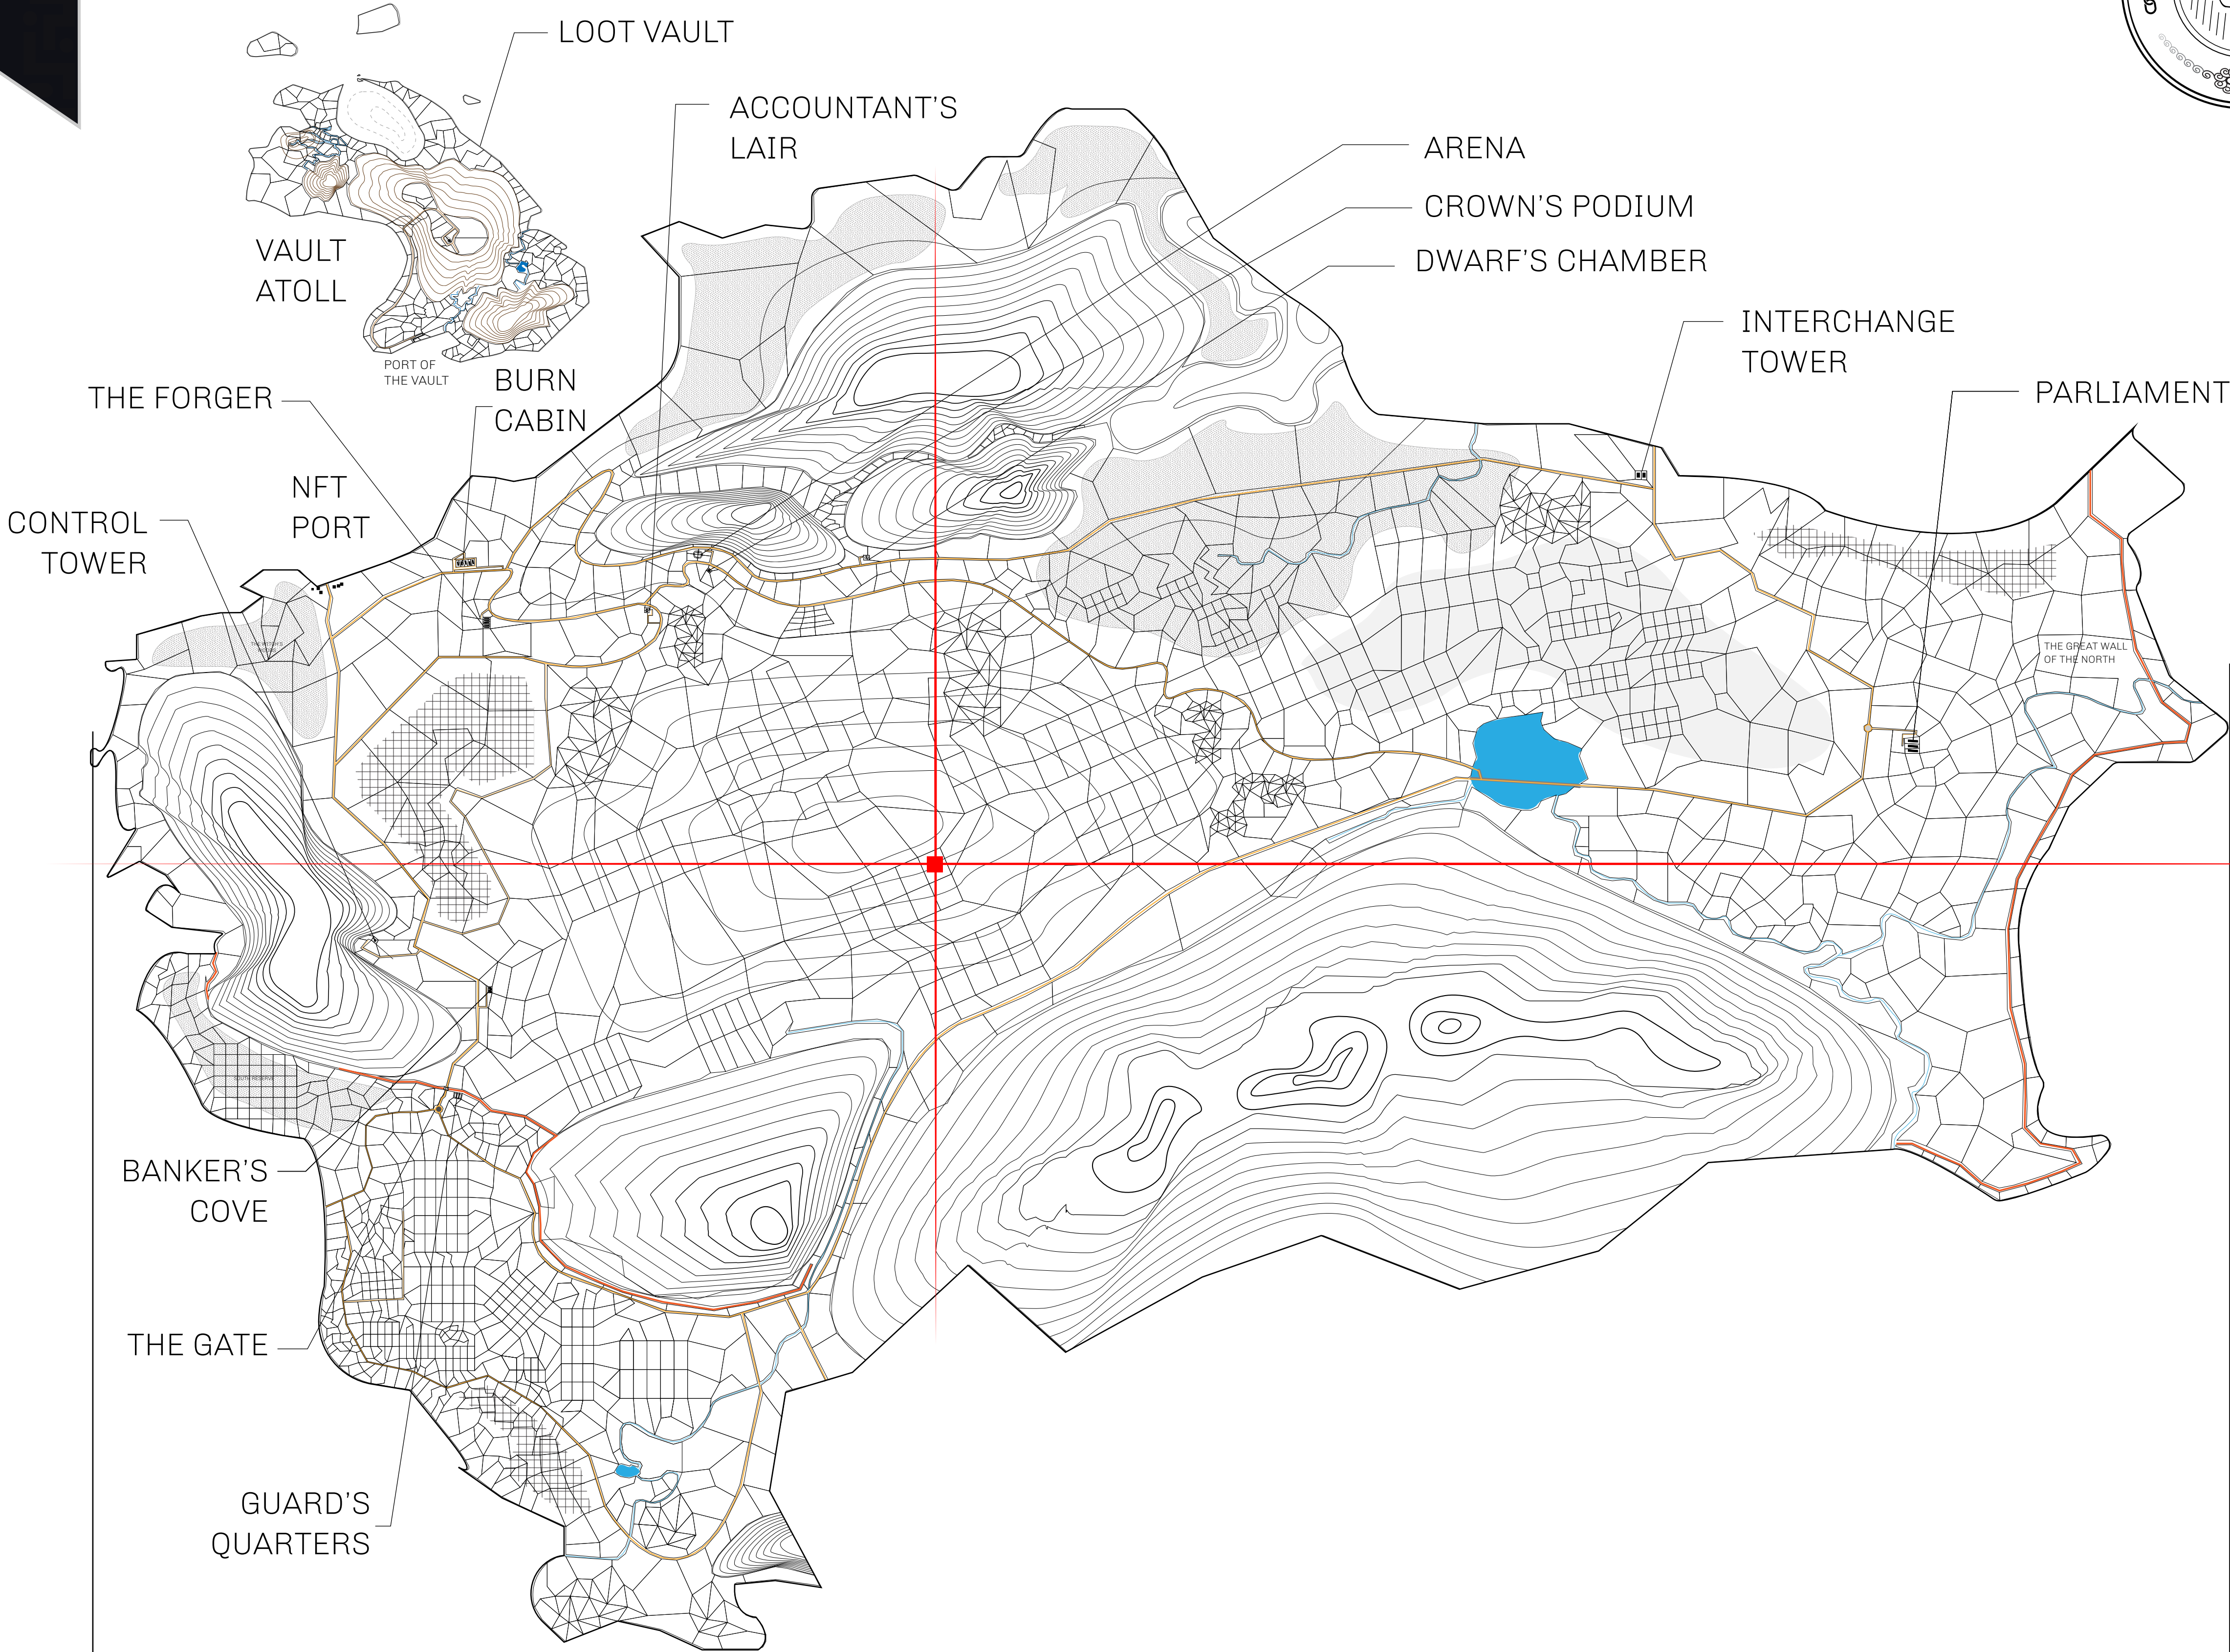 LOOT VAULT
ACCOUNTANT'S
LAIR
ARENA
CROWN'S PODIUM
DWARF'S CHAMBER
VAULT
ATOLL
INTERCHANGE
TOWER
PORT OF
THE VAULT
BURN
CABIN
THE FORGER
PARLIAMENT
NFT
PORT
CONTROL
TOWER
THE GREAT WALL
OF THE NORTH
SOUTH RESERVE
BANKER'S
COVE
THE GATE
GUARD'S
QUARTERS